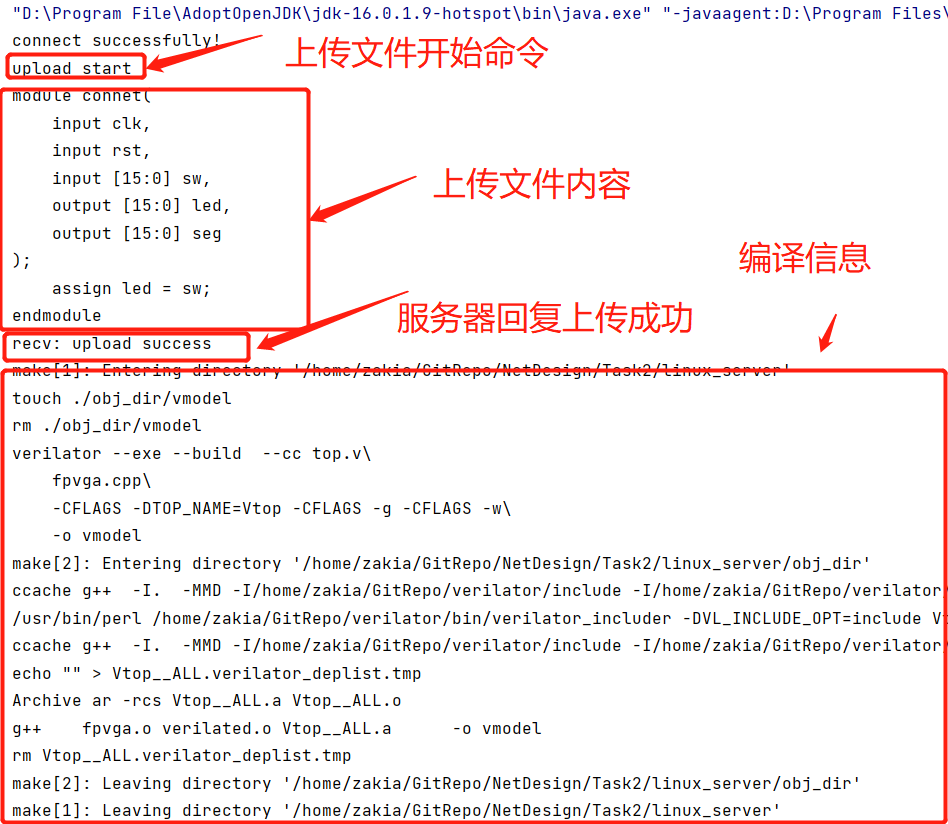 "D:\Program File\AdoptOpenJDK\jdk-16.0.1.9-hotspot\bin\java.exe" "-javaagent:D:\Program Files\
connect successfully!
上传文件开始命令
upload start
module connet(
    input clk,
    input rst,
    input [15:0] sw,
上传文件内容
    output [15:0] led,
    output [15:0] seg
);
编译信息
    assign led = sw;
endmodule
服务器回复上传成功
recv: upload success
make[1]: Entering directory '/home/zakia/GitRepo/NetDesign/Task2/linux_server'
touch ./obj_dir/vmodel
rm ./obj_dir/vmodel
verilator --exe --build  --cc top.v\
    fpvga.cpp\
    -CFLAGS -DTOP_NAME=Vtop -CFLAGS -g -CFLAGS -w\
    -o vmodel
make[2]: Entering directory '/home/zakia/GitRepo/NetDesign/Task2/linux_server/obj_dir'
ccache g++  -I.  -MMD -I/home/zakia/GitRepo/verilator/include -I/home/zakia/GitRepo/verilator
/usr/bin/perl /home/zakia/GitRepo/verilator/bin/verilator_includer -DVL_INCLUDE_OPT=include
ccache g++  -I.  -MMD -I/home/zakia/GitRepo/verilator/include -I/home/zakia/GitRepo/verilator
echo "" > Vtop__ALL.verilator_deplist.tmp
Archive ar -rcs Vtop__ALL.a Vtop__ALL.o
g++    fpvga.o verilated.o Vtop__ALL.a      -o vmodel
rm Vtop__ALL.verilator_deplist.tmp
make[2]: Leaving directory '/home/zakia/GitRepo/NetDesign/Task2/linux_server/obj_dir'
make[1]: Leaving directory '/home/zakia/GitRepo/NetDesign/Task2/linux_server'